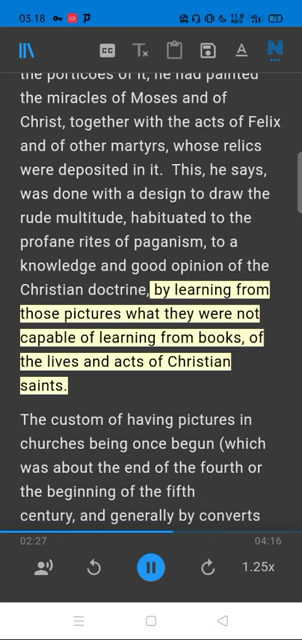 03.18
11.8 KB/s
4G
76
CC
A
N
the porticoes of it, he had painted
the miracles of Moses and of
Christ, together with the acts of Felix
and of other martyrs, whose relics
were deposited in it. This, he says,
was done with a design to draw the
rude multitude, habituated to the
profane rites of paganism, to a
knowledge and good opinion of the
Christian doctrine, by learning from
those pictures what they were not
capable of learning from books, of
the lives and acts of Christian
saints.
The custom of having pictures in
churches being once begun (which
was about the end of the fourth or
the beginning of the fifth
century, and generally by converts
02:27
04:16
1.25x